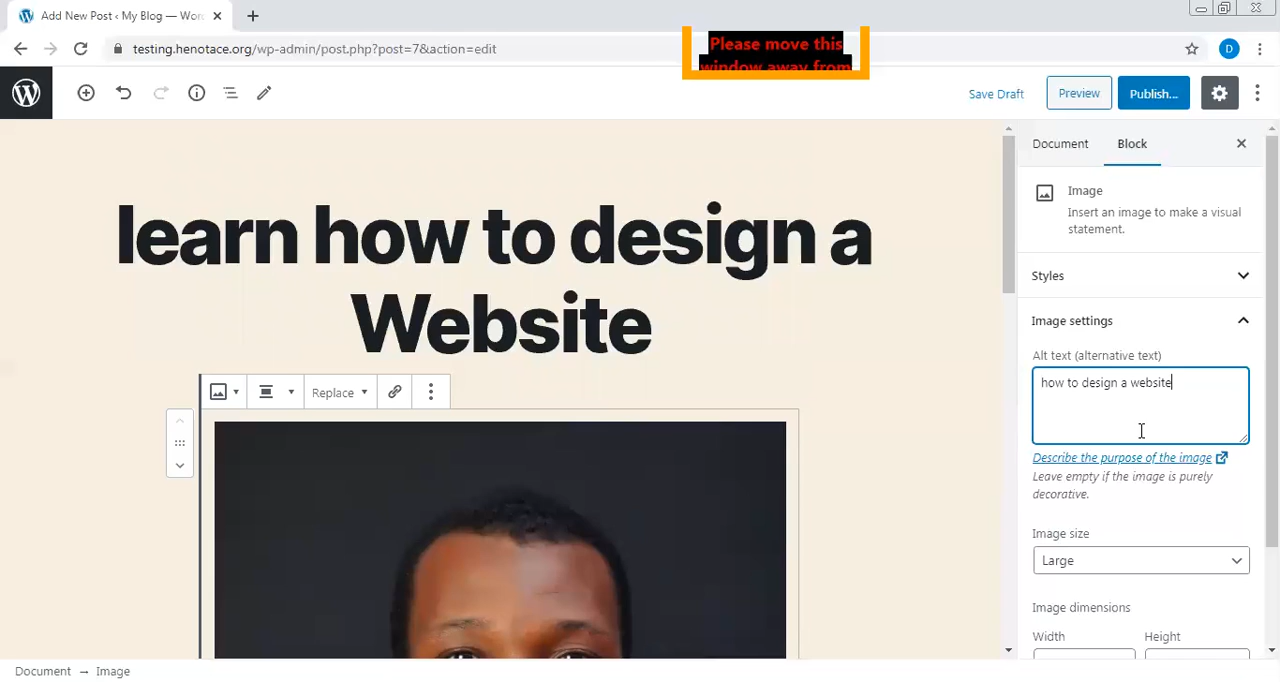 Add New Post ‹ My Blog — Wor
testing.henotace.org/wp-admin/post.php?post=7&action=edit
Please move this
window away from
D
Save Draft
Preview
Publish...
Document
Block
Image
Insert an image to make a visual
statement.
learn how to design a
Website
Styles
Image settings
Alt text (alternative text)
how to design a website
Replace
Describe the purpose of the image
Leave empty if the image is purely
decorative.
Image size
Large
Image dimensions
Width Height
Document → Image